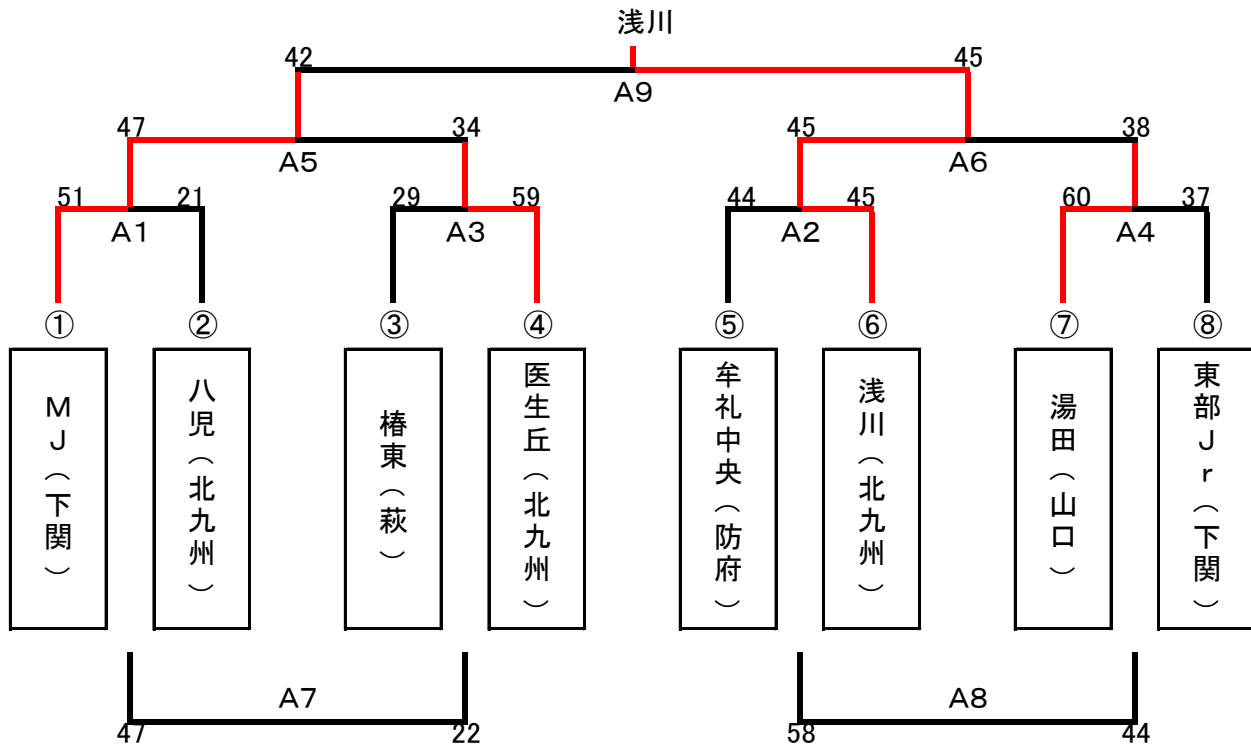 浅川
42 45
A9
47 34 45 38
A5 A6
51 21 29 59 44 45 60 37
A1 A3 A2 A4
① ② ③ ④ ⑤ ⑥ ⑦ ⑧
MJ(下関)
八児(北九州)
椿東(萩)
医生丘(北九州)
牟礼中央(防府)
浅川(北九州)
湯田(山口)
東部Jr(下関)
A7 A8
47 22 58 44